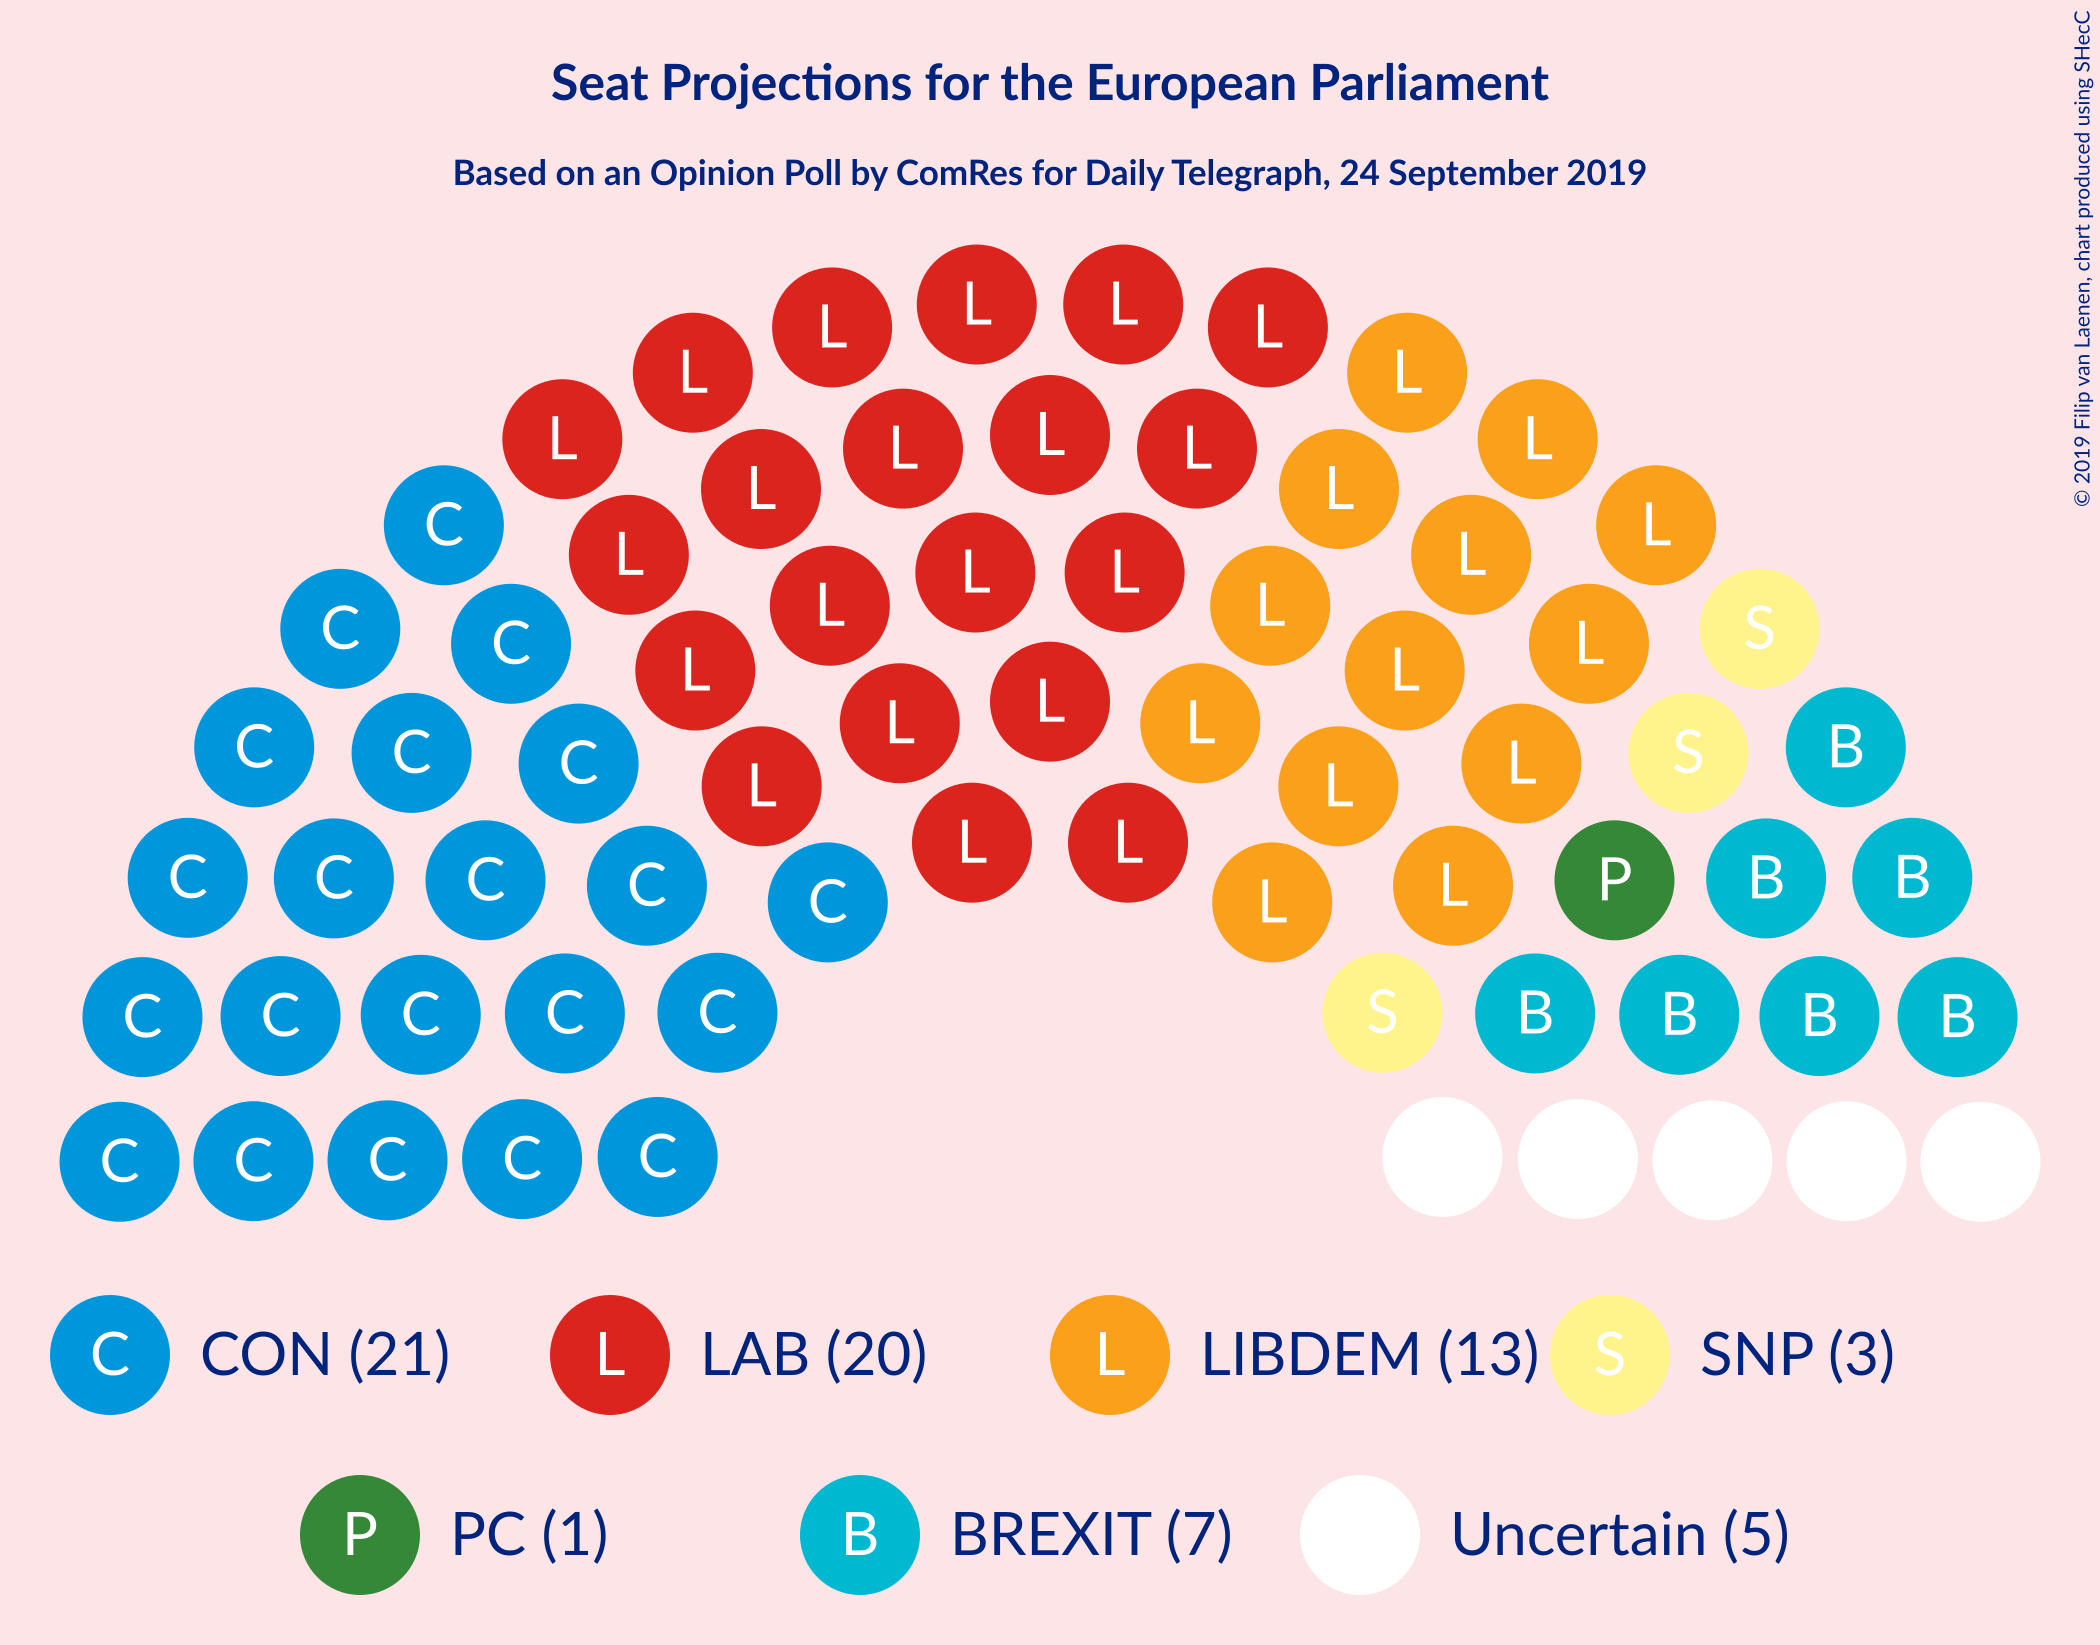 Seat Projections for the European Parliament
Based on an Opinion Poll by ComRes for Daily Telegraph, 24 September 2019
© 2019 Filip van Laenen, chart produced using SHecC
L L
L L
L L
L L L
L L
L L
C L L L
L L
L L
C C L L L S
L L
C C C L L L S B
L L
C C C C C L L P B B
C C C C C S B B B B
C C C C C
C CON (21) L LAB (20) L LIBDEM (13) S SNP (3)
P PC (1) B BREXIT (7) Uncertain (5)